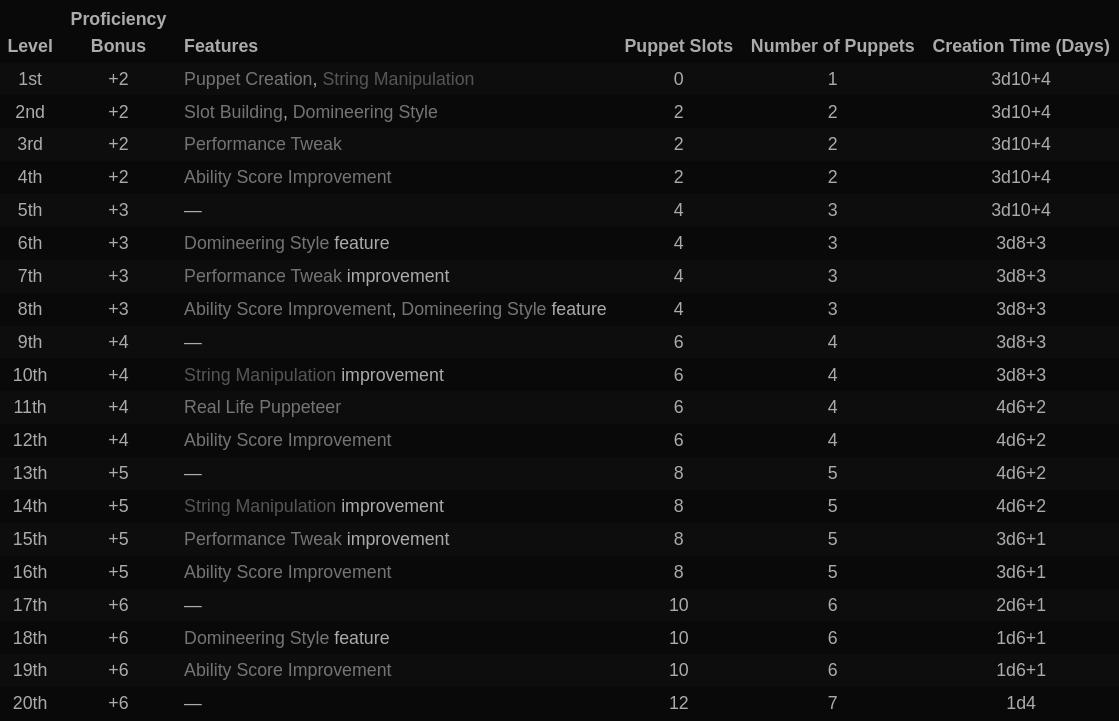 Proficiency
Level Bonus Features Puppet Slots Number of Puppets Creation Time (Days)
1st +2 Puppet Creation, String Manipulation 0 1 3d10+4
2nd +2 Slot Building, Domineering Style 2 2 3d10+4
3rd +2 Performance Tweak 2 2 3d10+4
4th +2 Ability Score Improvement 2 2 3d10+4
5th +3 — 4 3 3d10+4
6th +3 Domineering Style feature 4 3 3d8+3
7th +3 Performance Tweak improvement 4 3 3d8+3
8th +3 Ability Score Improvement, Domineering Style feature 4 3 3d8+3
9th +4 — 6 4 3d8+3
10th +4 String Manipulation improvement 6 4 3d8+3
11th +4 Real Life Puppeteer 6 4 4d6+2
12th +4 Ability Score Improvement 6 4 4d6+2
13th +5 — 8 5 4d6+2
14th +5 String Manipulation improvement 8 5 4d6+2
15th +5 Performance Tweak improvement 8 5 3d6+1
16th +5 Ability Score Improvement 8 5 3d6+1
17th +6 — 10 6 2d6+1
18th +6 Domineering Style feature 10 6 1d6+1
19th +6 Ability Score Improvement 10 6 1d6+1
20th +6 — 12 7 1d4